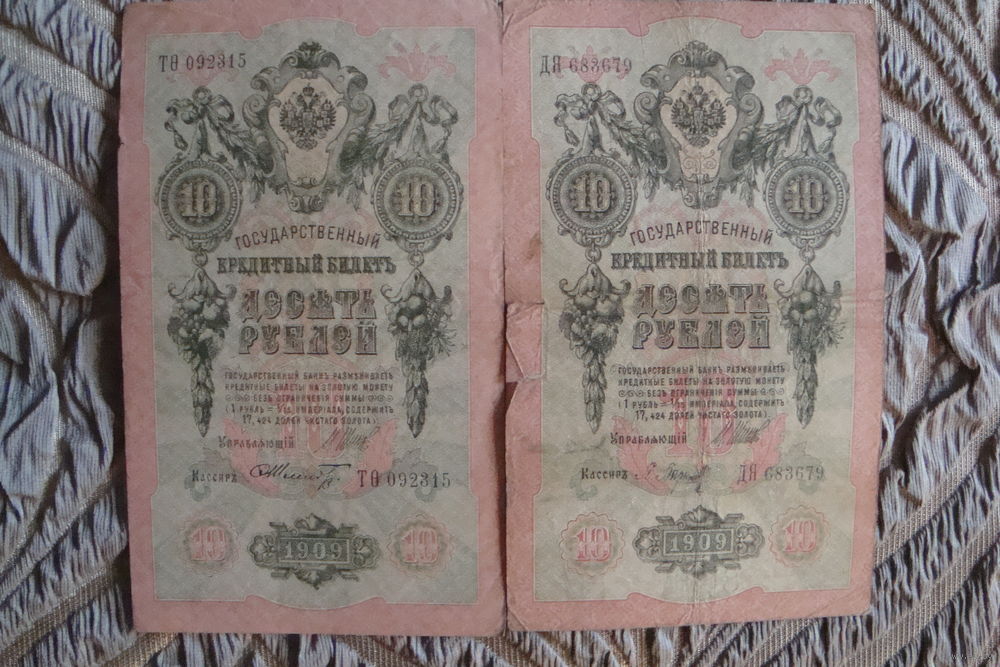 ТѲ 092315
10 10
ГОСУДАРСТВЕННЫЙ
КРЕДИТНЫЙ БИЛЕТЪ
ДЕСЯТЬ
РУБЛЕЙ
ГОСУДАРСТВЕННЫЙ БАНКЪ РАЗМѢНИВАЕТЪ
КРЕДИТНЫЕ БИЛЕТЫ НА ЗОЛОТУЮ МОНЕТУ
БЕЗЪ ОГРАНИЧЕНІЯ СУММЫ
(1 РУБЛЬ = 1/15 ИМПЕРІАЛА, СОДЕРЖИТЪ
17,424 ДОЛЕЙ ЧИСТАГО ЗОЛОТА).
УПРАВЛЯЮЩІЙ
КАССИРЪ
ТѲ 092315
10 1909 10
ДЯ 683679
10 10
ГОСУДАРСТВЕННЫЙ
КРЕДИТНЫЙ БИЛЕТЪ
ДЕСЯТЬ
РУБЛЕЙ
ГОСУДАРСТВЕННЫЙ БАНКЪ РАЗМѢНИВАЕТЪ
КРЕДИТНЫЕ БИЛЕТЫ НА ЗОЛОТУЮ МОНЕТУ
БЕЗЪ ОГРАНИЧЕНІЯ СУММЫ
(1 РУБЛЬ = 1/15 ИМПЕРІАЛА, СОДЕРЖИТЪ
17,424 ДОЛЕЙ ЧИСТАГО ЗОЛОТА).
УПРАВЛЯЮЩІЙ
КАССИРЪ
ДЯ 683679
10 1909 10